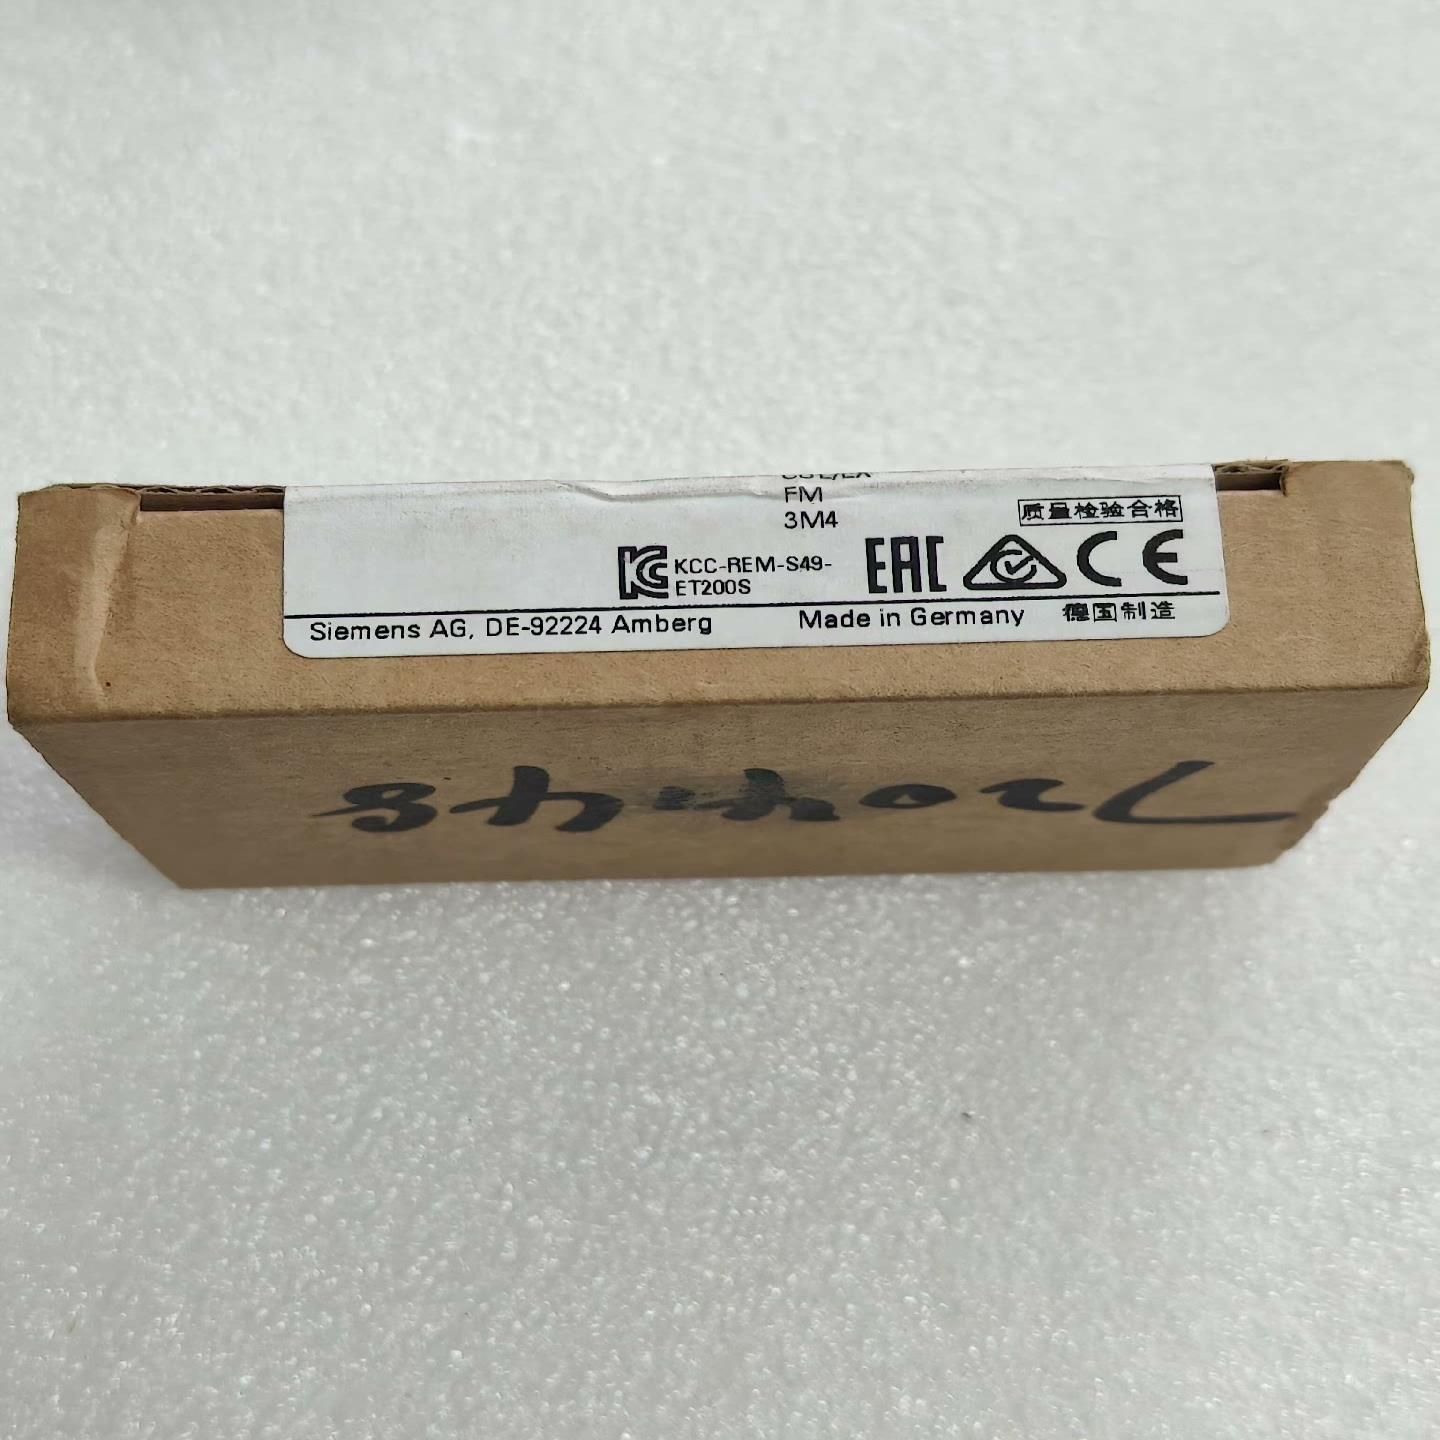 FM
3M4
质量检验合格
KCC-REM-S49-
ET200S
EAC
CE
Siemens AG, DE-92224 Amberg
Made in Germany 德国制造